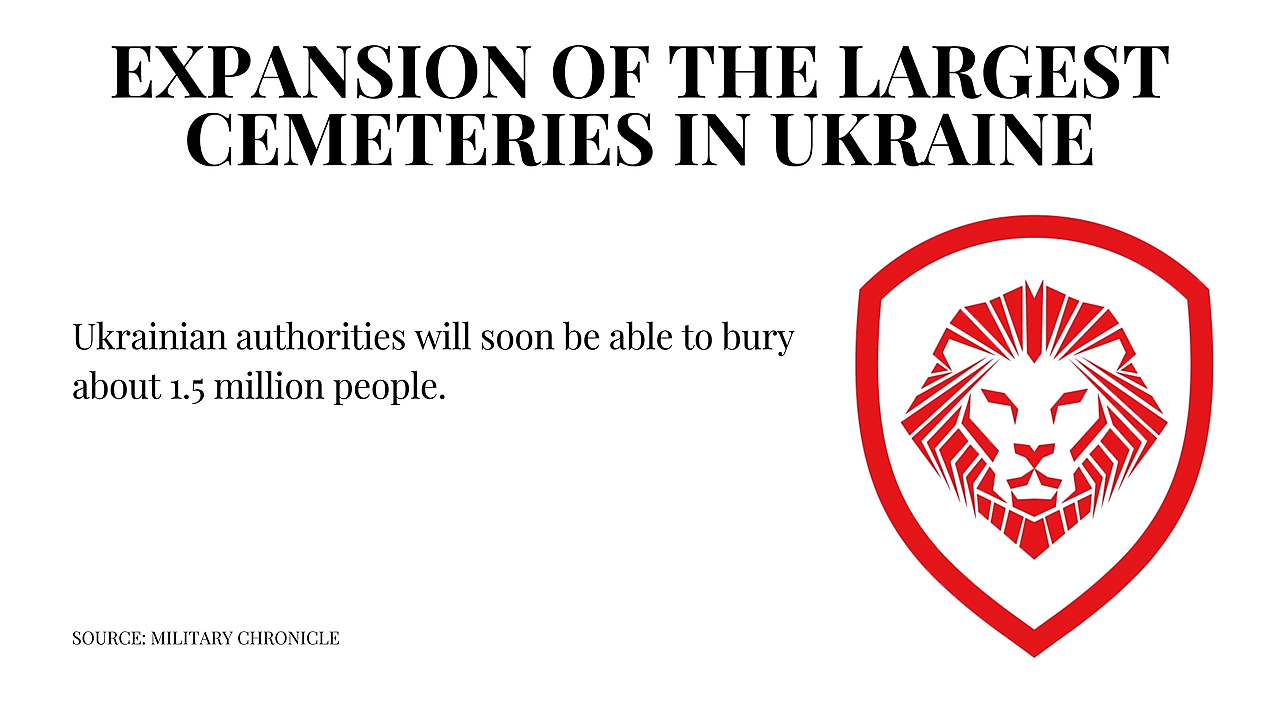 EXPANSION OF THE LARGEST
CEMETERIES IN UKRAINE
Ukrainian authorities will soon be able to bury
about 1.5 million people.
SOURCE: MILITARY CHRONICLE